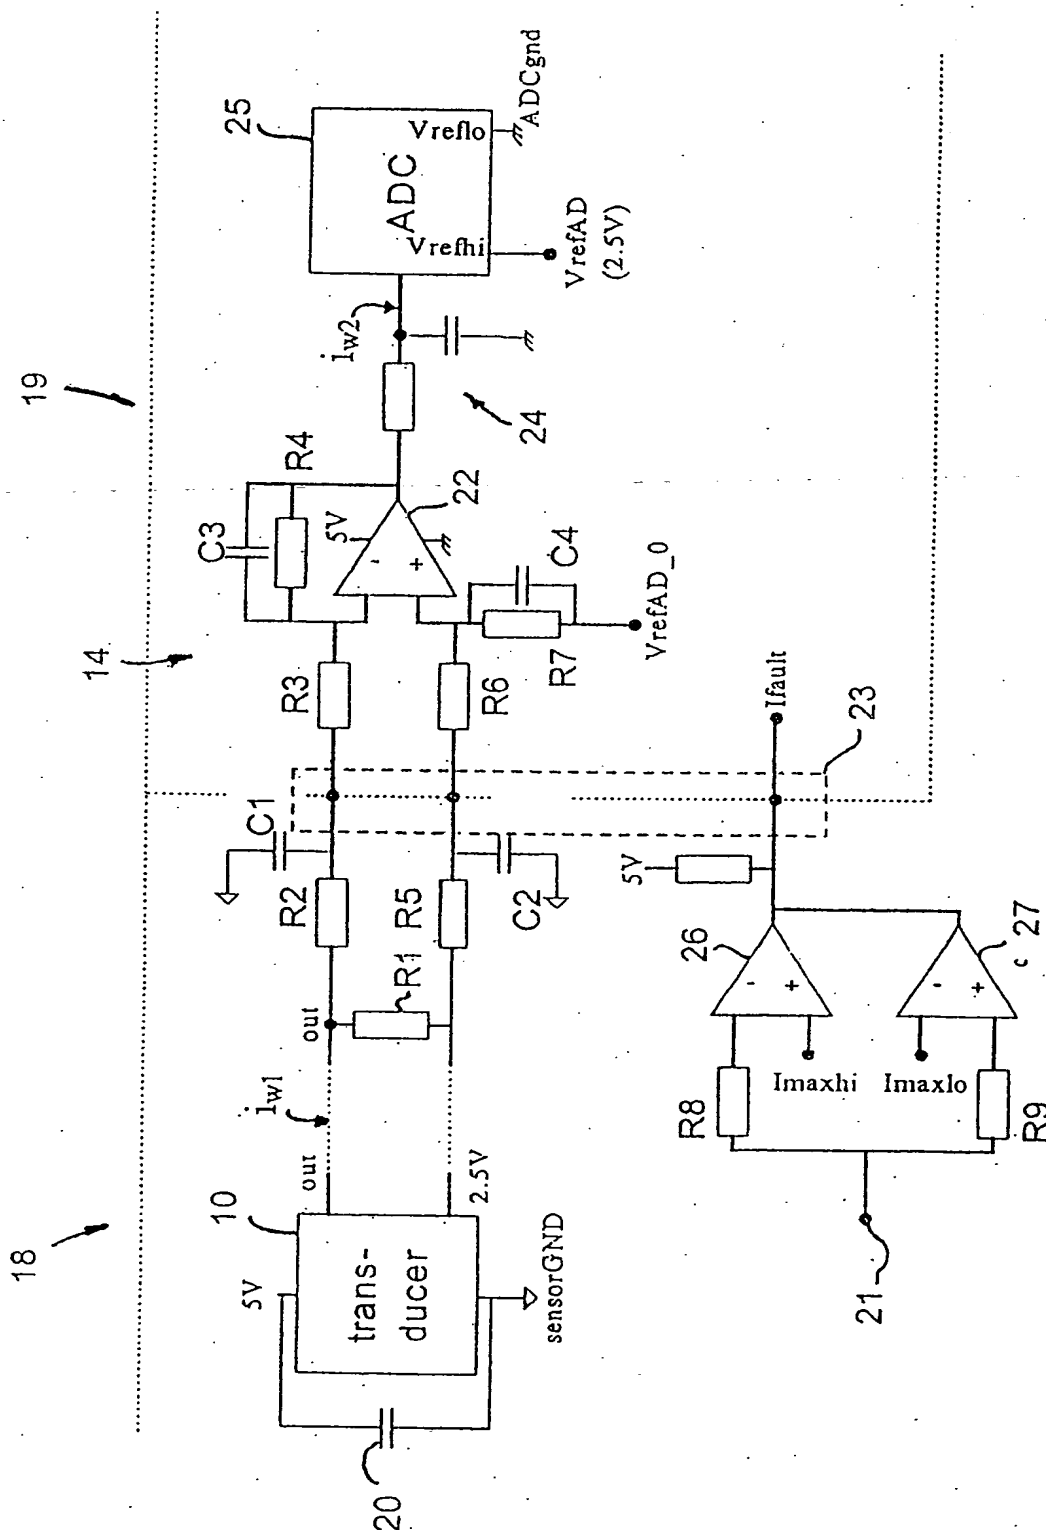 18
19
14
20
5V
10
trans-
ducer
sensorGND
out
2.5V
iw1
out
R1
R2
C1
R5
C2
R3
R6
C3
R4
5V
-
+
22
R7
C4
VrefAD_0
24
iw2
25
ADC
Vrefhi
Vreflo
VrefAD
(2.5V)
ADCgnd
21
R8
R9
Imaxhi
Imaxlo
26
-
+
27
-
+
c
5V
23
Ifault